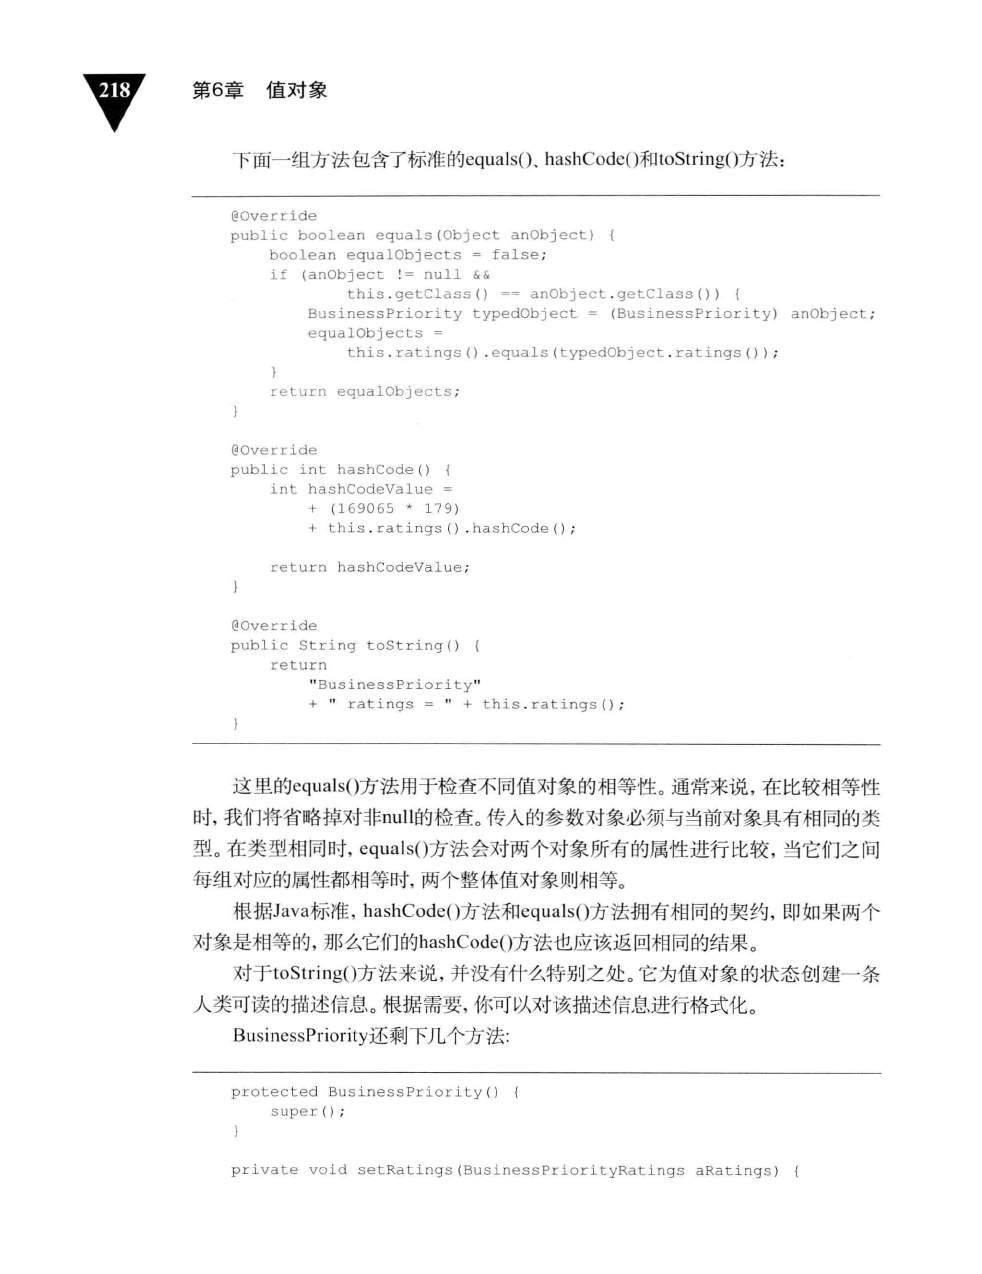 218
第6章 值对象
下面一组方法包含了标准的equals()、hashCode()和toString()方法:
@Override
public boolean equals(Object anObject) {
    boolean equalObjects = false;
    if (anObject != null &&
            this.getClass() == anObject.getClass()) {
        BusinessPriority typedObject = (BusinessPriority) anObject;
        equalObjects =
            this.ratings().equals(typedObject.ratings());
    }
    return equalObjects;
}
@Override
public int hashCode() {
    int hashCodeValue =
        + (169065 * 179)
        + this.ratings().hashCode();
    return hashCodeValue;
}
@Override
public String toString() {
    return
        "BusinessPriority"
        + " ratings = " + this.ratings();
}
这里的equals()方法用于检查不同值对象的相等性。通常来说,在比较相等性
时,我们将省略掉对非null的检查。传入的参数对象必须与当前对象具有相同的类
型。在类型相同时,equals()方法会对两个对象所有的属性进行比较,当它们之间
每组对应的属性都相等时,两个整体值对象则相等。
根据Java标准,hashCode()方法和equals()方法拥有相同的契约,即如果两个
对象是相等的,那么它们的hashCode()方法也应该返回相同的结果。
对于toString()方法来说,并没有什么特别之处。它为值对象的状态创建一条
人类可读的描述信息。根据需要,你可以对该描述信息进行格式化。
BusinessPriority还剩下几个方法:
protected BusinessPriority() {
    super();
}
private void setRatings(BusinessPriorityRatings aRatings) {